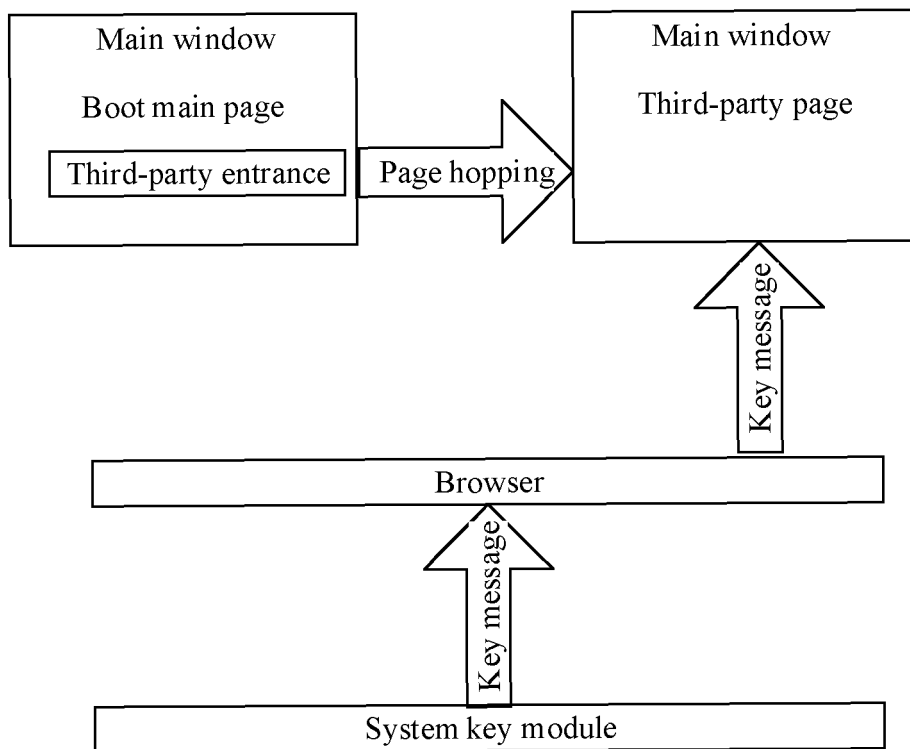 Main window
Boot main page
Third-party entrance
Page hopping
Main window
Third-party page
Key message
Browser
Key message
System key module